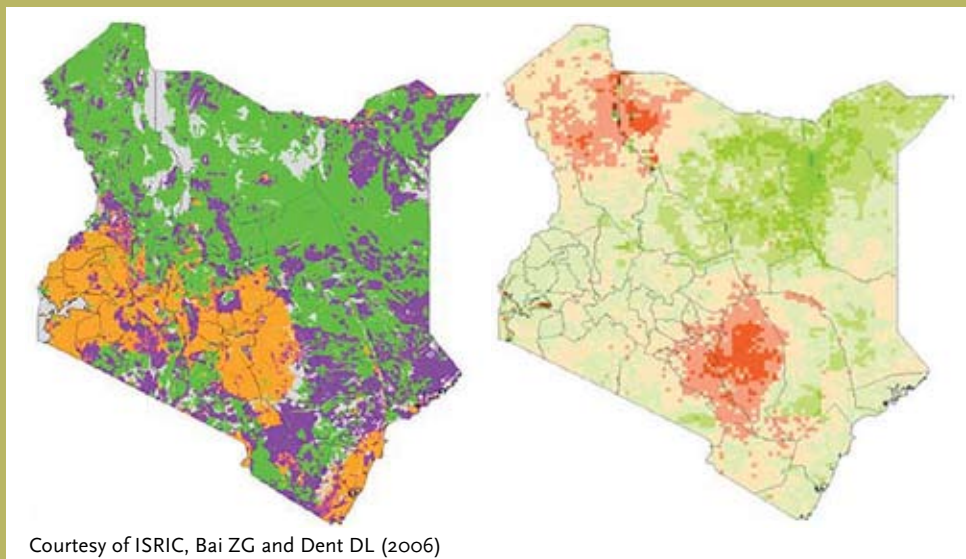 Courtesy of ISRIC, Bai ZG and Dent DL (2006)